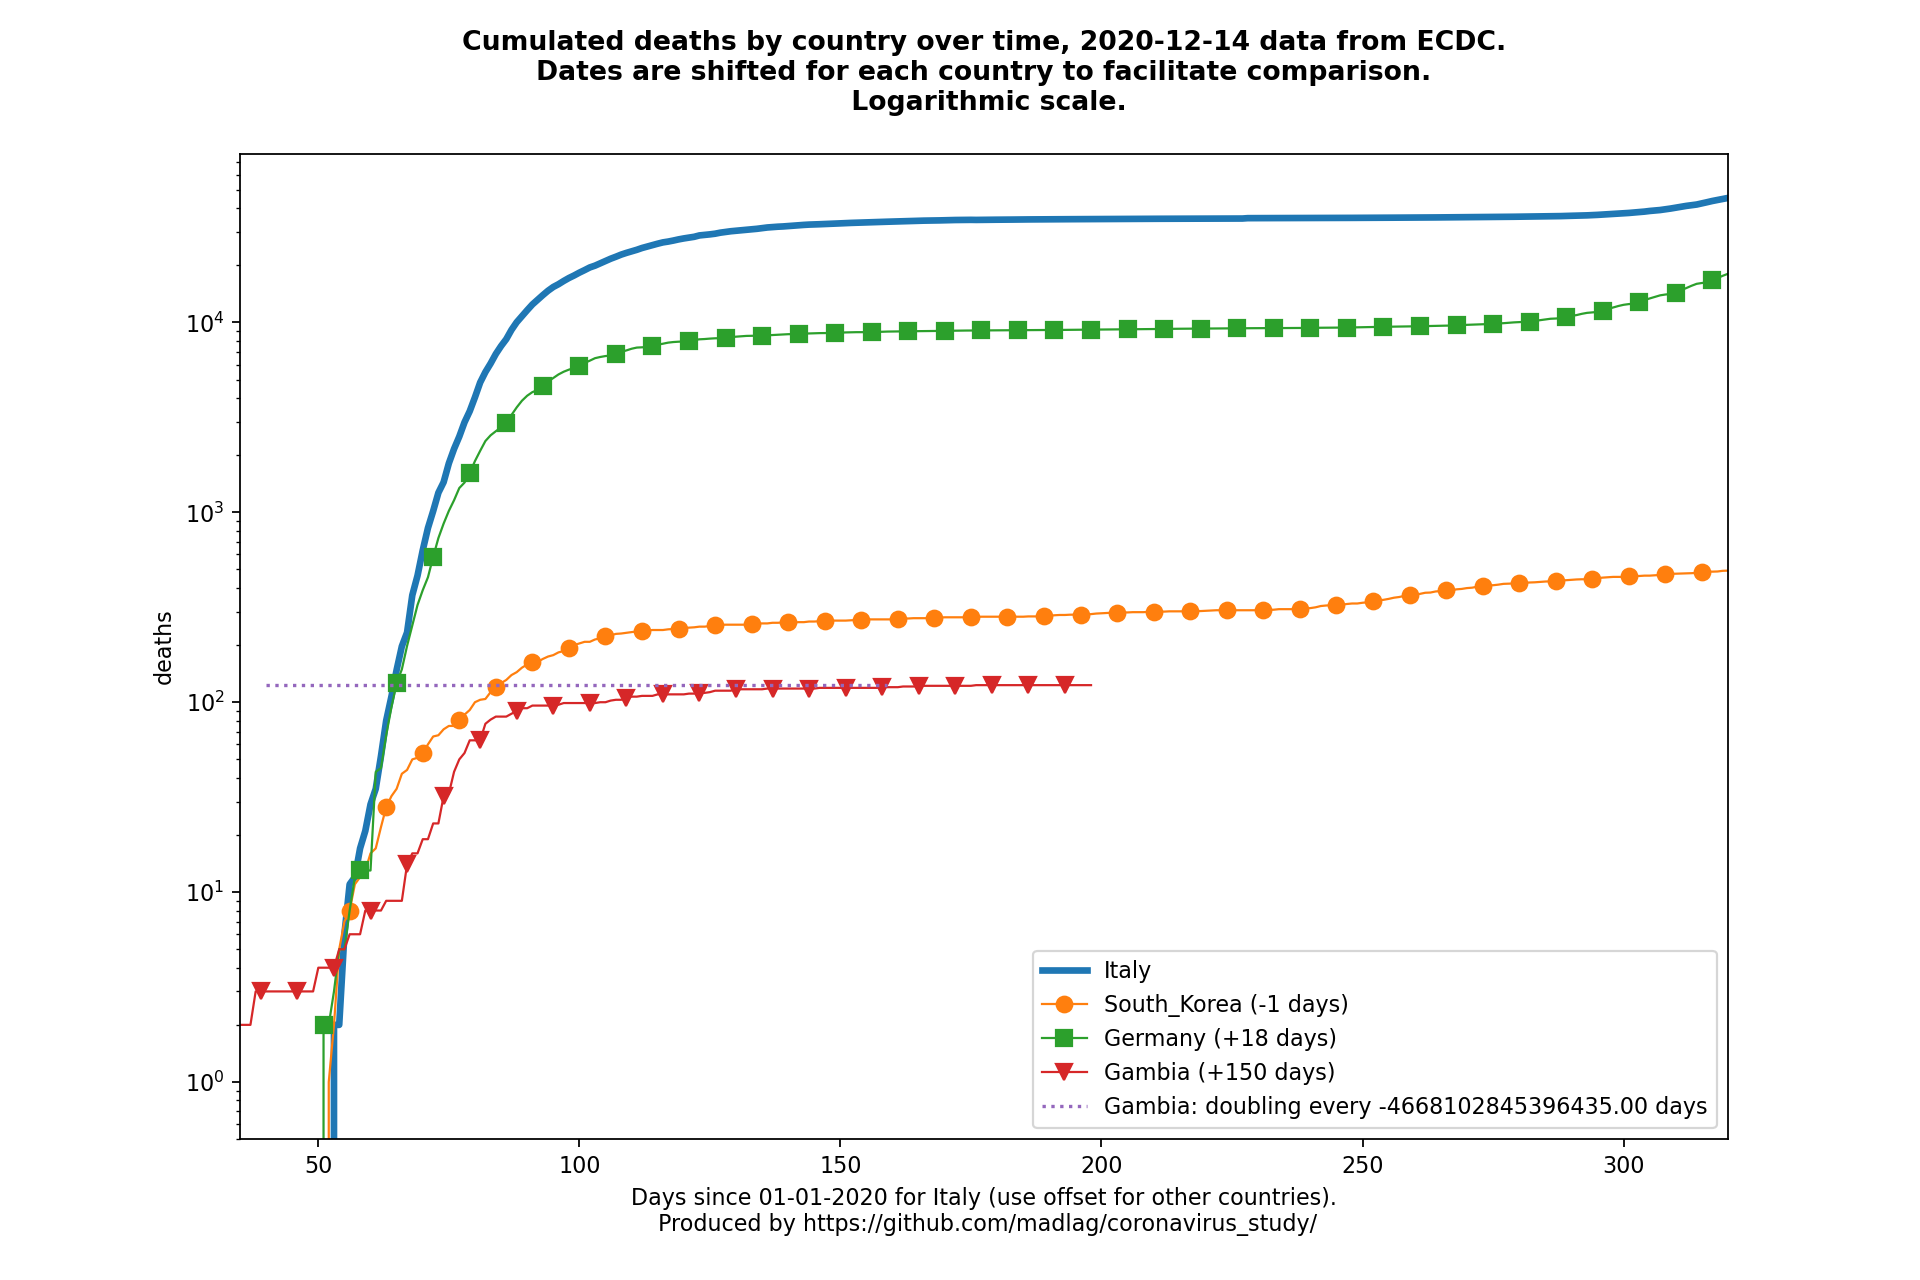 Cumulated deaths by country over time, 2020-12-14 data from ECDC.
Dates are shifted for each country to facilitate comparison.
Logarithmic scale.
deaths
10^4
10^3
10^2
10^1
10^0
50 100 150 200 250 300
Italy
South_Korea (-1 days)
Germany (+18 days)
Gambia (+150 days)
Gambia: doubling every -4668102845396435.00 days
Days since 01-01-2020 for Italy (use offset for other countries).
Produced by https://github.com/madlag/coronavirus_study/